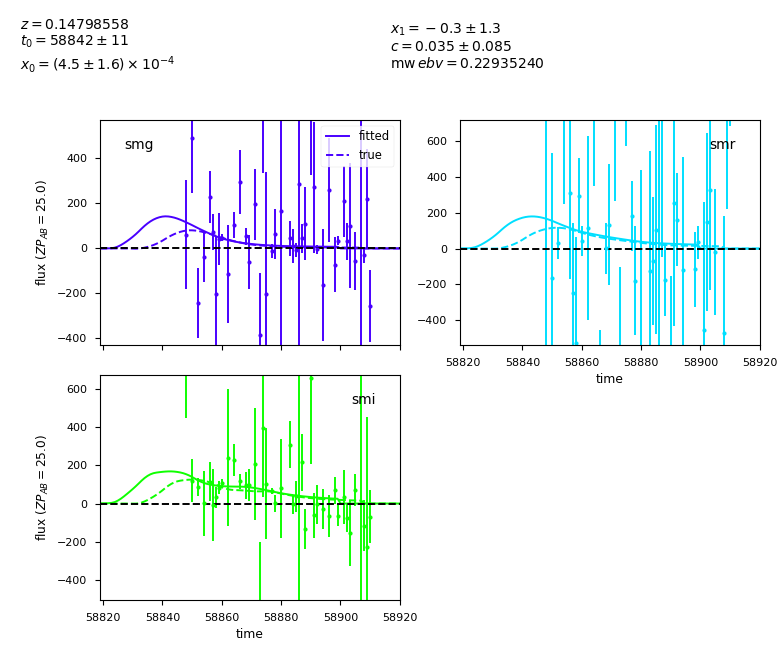 z = 0.14798558
t₀ = 58842 ± 11
x₀ = (4.5 ± 1.6) × 10⁻⁴
x₁ = −0.3 ± 1.3
c = 0.035 ± 0.085
mw ebv = 0.22935240
smg
fitted
true
400
200
0
−200
−400
flux (ZP_AB = 25.0)
smr
600
400
200
0
−200
−400
58820 58840 58860 58880 58900 58920
time
smi
600
400
200
0
−200
−400
flux (ZP_AB = 25.0)
58820 58840 58860 58880 58900 58920
time